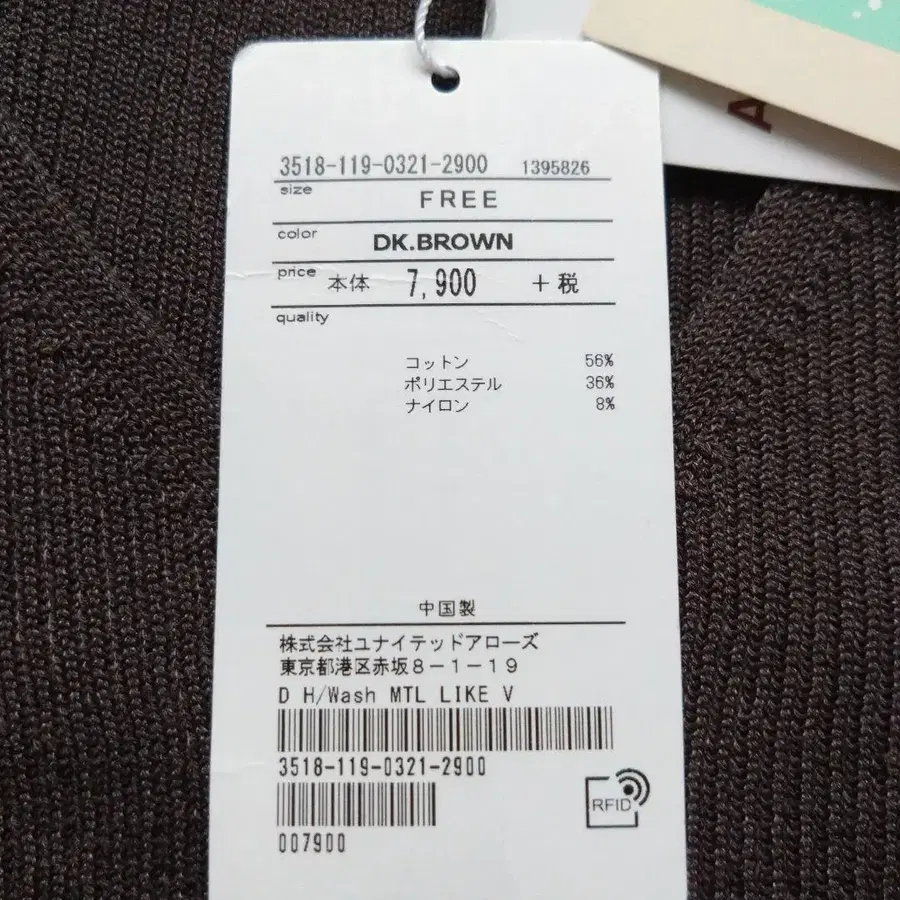 A
3518-119-0321-2900 1395826
size FREE
color DK.BROWN
price 本体 7,900 +税
quality
コットン 56%
ポリエステル 36%
ナイロン 8%
中国製
株式会社ユナイテッドアローズ
東京都港区赤坂8-1-19
D H/Wash MTL LIKE V
3518-119-0321-2900
RFID
007900